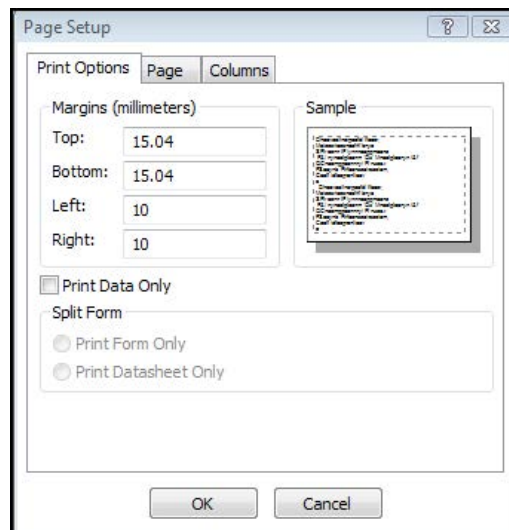 Page Setup
Print Options Page Columns
Margins (millimeters)
Sample
Top: 15.04
Bottom: 15.04
Left: 10
Right: 10
Print Data Only
Split Form
Print Form Only
Print Datasheet Only
OK Cancel